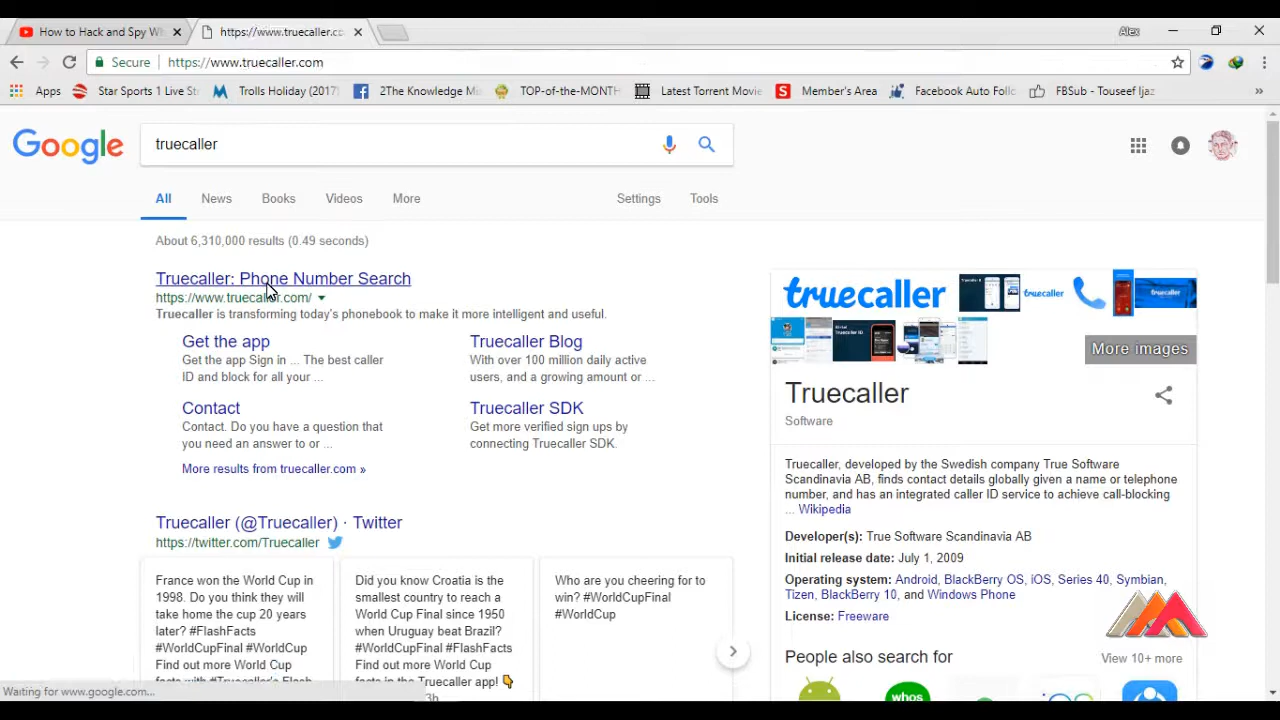 How to Hack and Spy Wh
https://www.truecaller.co
Alex
Secure
https://www.truecaller.com
Apps
Star Sports 1 Live St
Trolls Holiday (2017)
2The Knowledge M
TOP-of-the-MONTH
Latest Torrent Movie
Member's Area
Facebook Auto Foll
FBSub - Touseef Ijaz
»
Google
truecaller
All
News
Books
Videos
More
Settings
Tools
About 6,310,000 results (0.49 seconds)
Truecaller: Phone Number Search
https://www.truecaller.com/
Truecaller is transforming today's phonebook to make it more intelligent and useful.
Get the app
Get the app Sign in ... The best caller
ID and block for all your ...
Truecaller Blog
With over 100 million daily active
users, and a growing amount or ...
Contact
Contact. Do you have a question that
you need an answer to or ...
Truecaller SDK
Get more verified sign ups by
connecting Truecaller SDK.
More results from truecaller.com »
Truecaller (@Truecaller) · Twitter
https://twitter.com/Truecaller
France won the World Cup in
1998. Do you think they will
take home the cup 20 years
later? #FlashFacts
#WorldCupFinal #WorldCup
Find out more World Cup
facts with #Truecaller's Flash
Did you know Croatia is the
smallest country to reach a
World Cup Final since 1950
when Uruguay beat Brazil?
#WorldCup #FlashFacts
Find out more World Cup
facts in the Truecaller app! 👇
Who are you cheering for to
win? #WorldCupFinal
#WorldCup
truecaller
truecaller
More images
Truecaller
Software
Truecaller, developed by the Swedish company True Software
Scandinavia AB, finds contact details globally given a name or telephone
number, and has an integrated caller ID service to achieve call-blocking
... Wikipedia
Developer(s): True Software Scandinavia AB
Initial release date: July 1, 2009
Operating system: Android, BlackBerry OS, iOS, Series 40, Symbian,
Tizen, BlackBerry 10, and Windows Phone
License: Freeware
People also search for
View 10+ more
whos
Waiting for www.google.com...